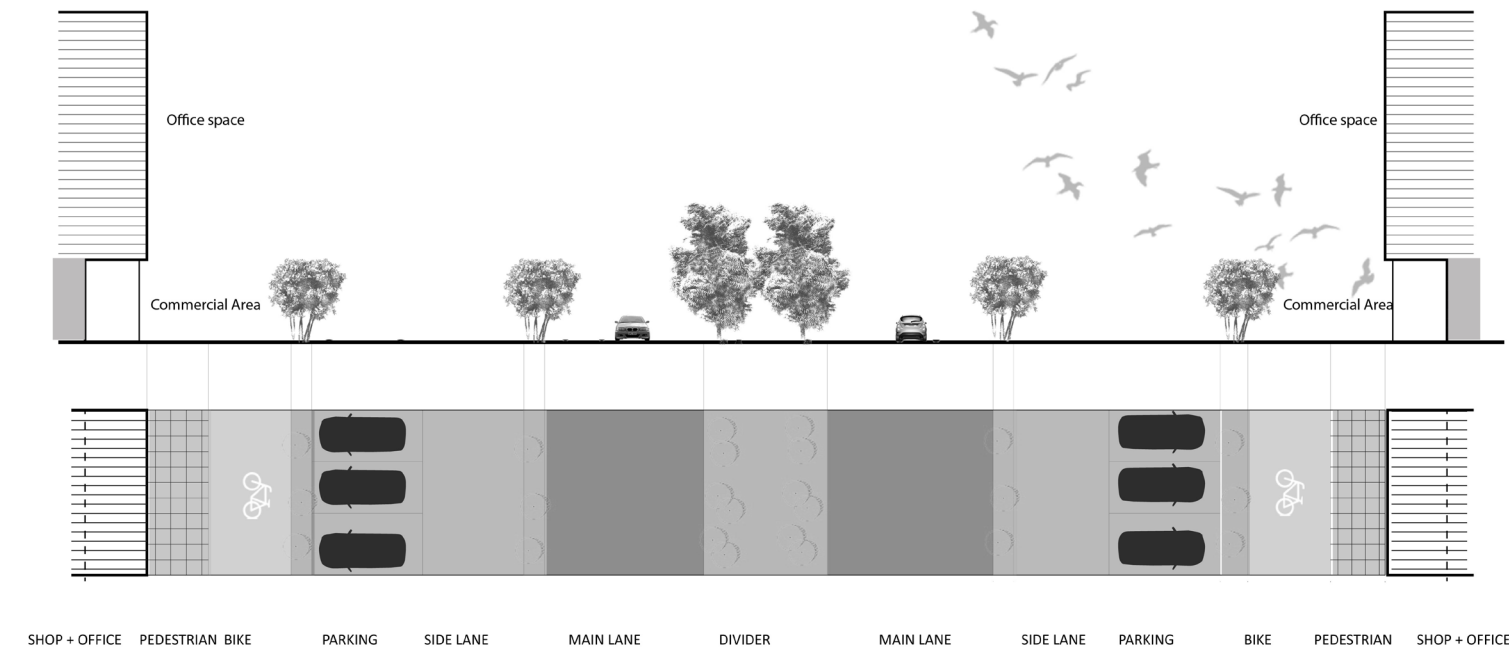 Office space
Office space
Commercial Area
Commercial Area
SHOP + OFFICE PEDESTRIAN BIKE PARKING SIDE LANE MAIN LANE DIVIDER MAIN LANE SIDE LANE PARKING BIKE PEDESTRIAN SHOP + OFFICE